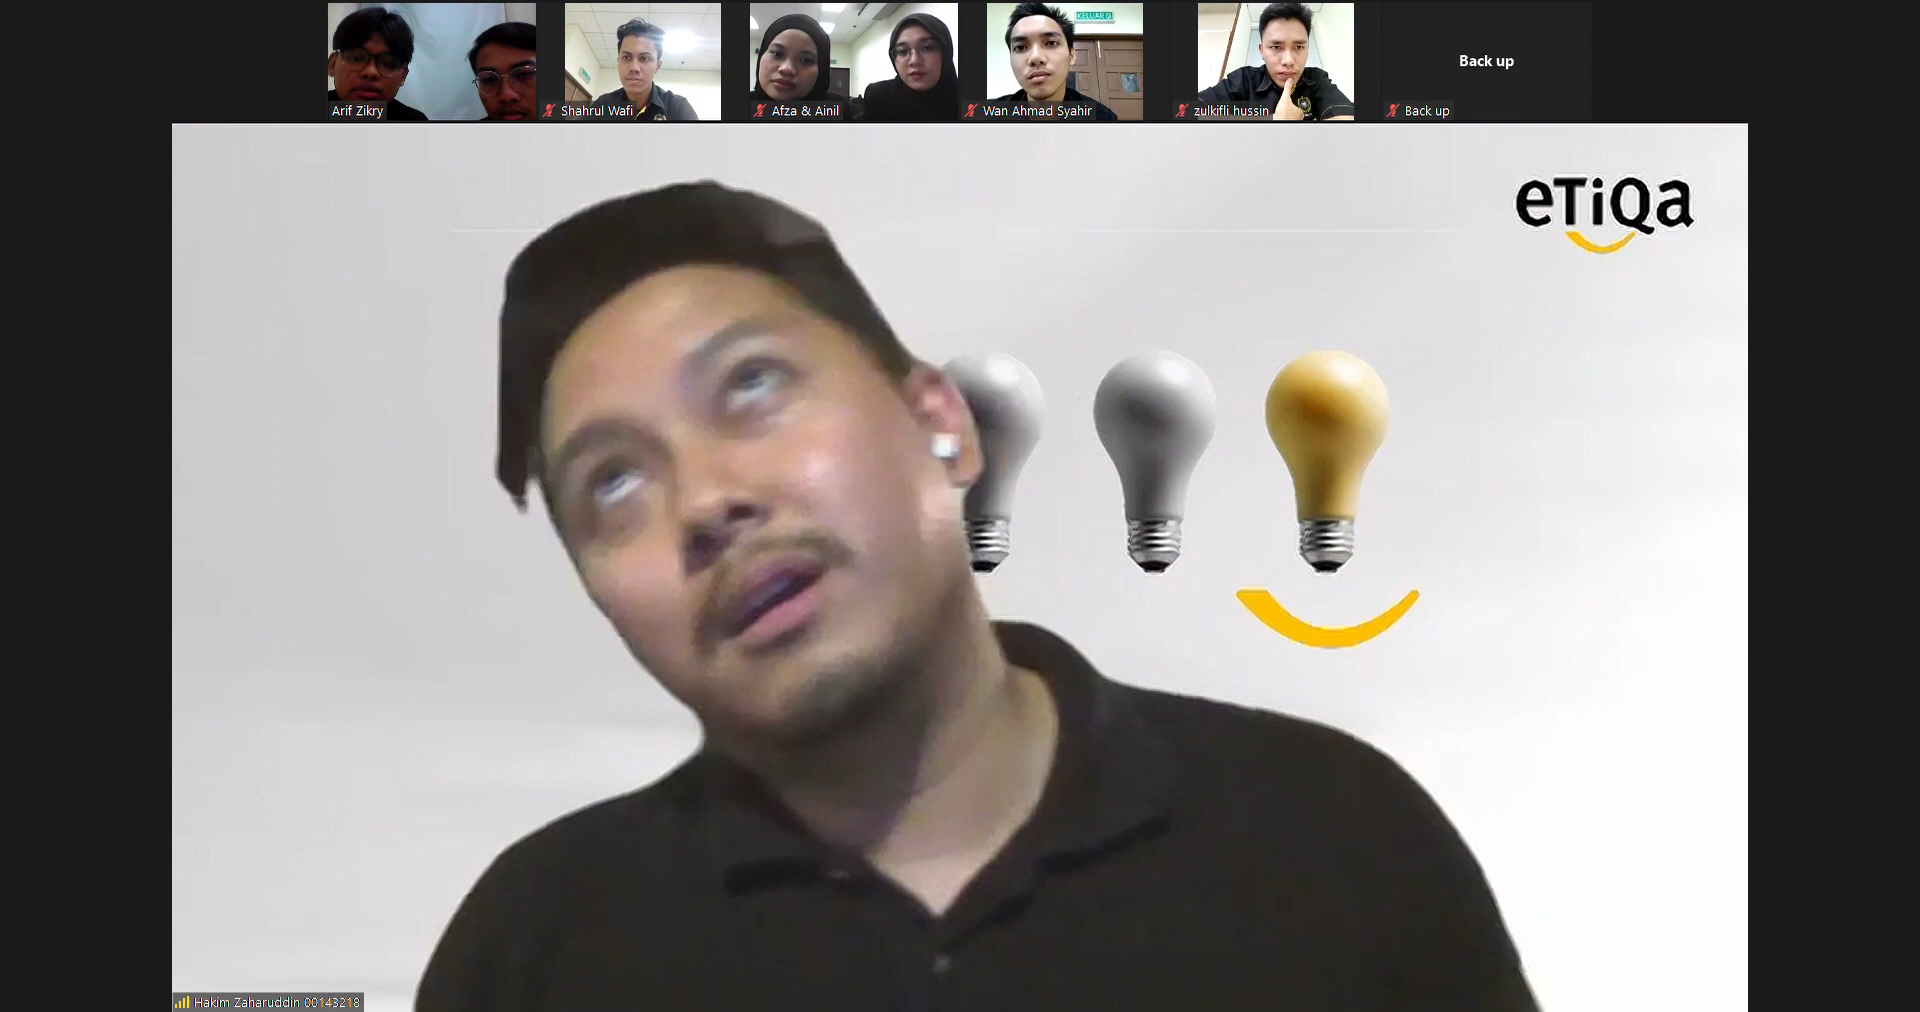 KELUAR
Back up
Arif Zikry
Shahrul Wafi
Afza & Ainil
Wan Ahmad Syahir
zulkifli hussin
Back up
eTiQa
Hakim Zaharuddin 00143218